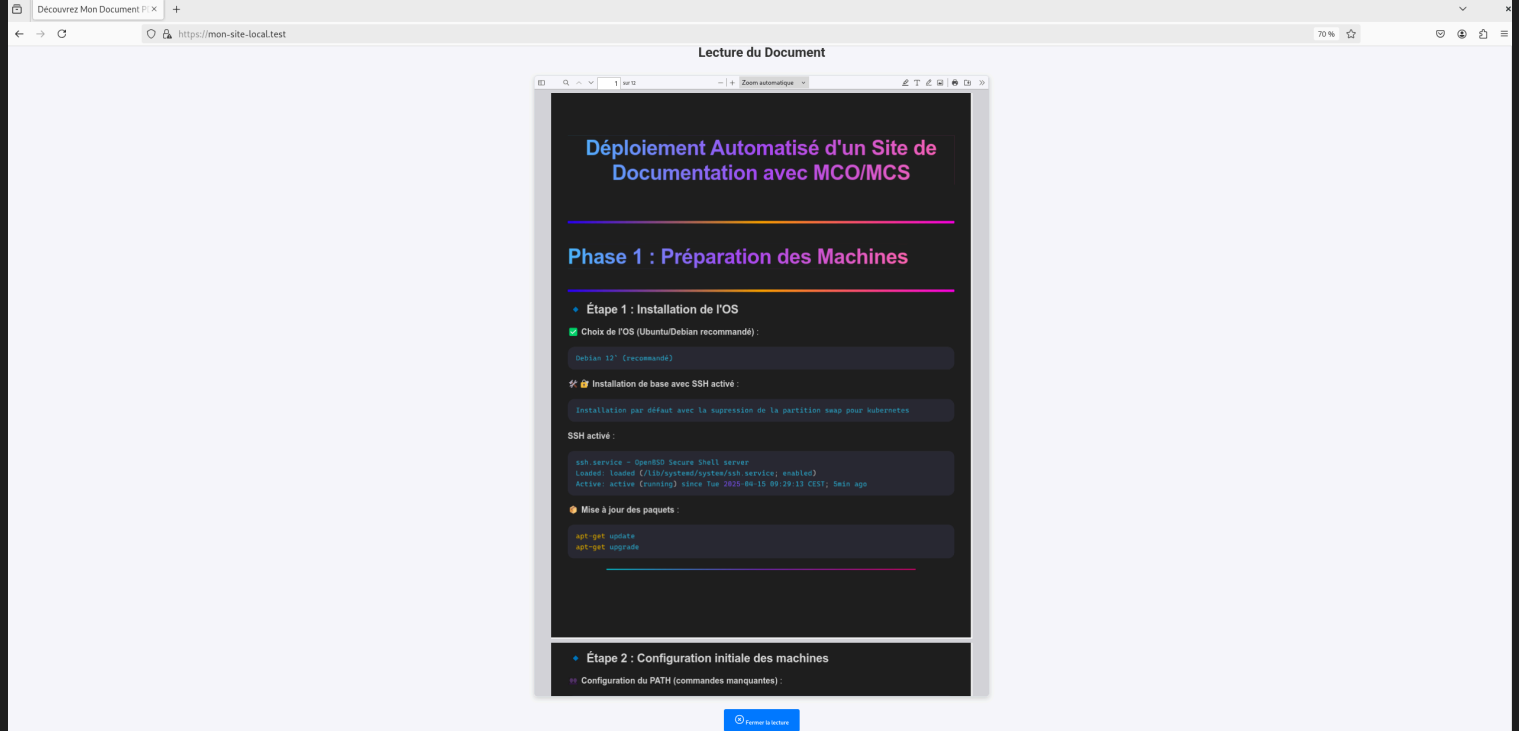 Découvrez Mon Document P
https://mon-site-local.test
70 %
Lecture du Document
1 sur 13
Zoom automatique
Déploiement Automatisé d'un Site de
Documentation avec MCO/MCS
Phase 1 : Préparation des Machines
Étape 1 : Installation de l'OS
✅ Choix de l'OS (Ubuntu/Debian recommandé) :
Debian 12' (recommandé)
🛠 🔐 Installation de base avec SSH activé :
Installation par défaut avec la supression de la partition swap pour kubernetes
SSH activé :
ssh.service - OpenBSD Secure Shell server
Loaded: loaded (/lib/systemd/system/ssh.service; enabled)
Active: active (running) since Tue 2025-04-15 09:29:13 CEST; 5min ago
📦 Mise à jour des paquets :
apt-get update
apt-get upgrade
Étape 2 : Configuration initiale des machines
Configuration du PATH (commandes manquantes) :
Fermer la lecture